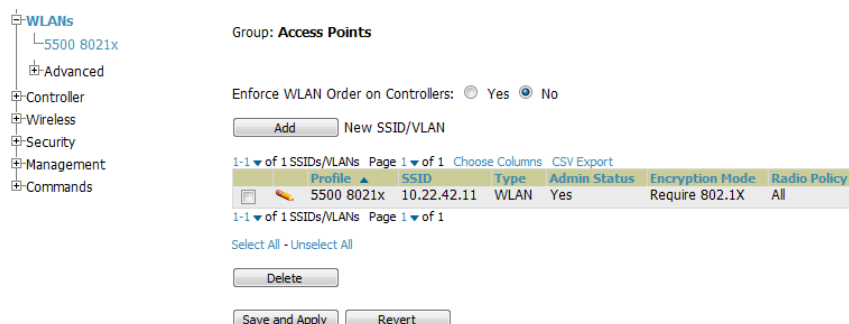 WLANs
5500 8021x
Advanced
Controller
Wireless
Security
Management
Commands
Group: Access Points
Enforce WLAN Order on Controllers: Yes No
Add New SSID/VLAN
1-1 of 1 SSIDs/VLANs Page 1 of 1 Choose Columns CSV Export
Profile SSID Type Admin Status Encryption Mode Radio Policy
5500 8021x 10.22.42.11 WLAN Yes Require 802.1X All
1-1 of 1 SSIDs/VLANs Page 1 of 1
Select All - Unselect All
Delete
Save and Apply Revert